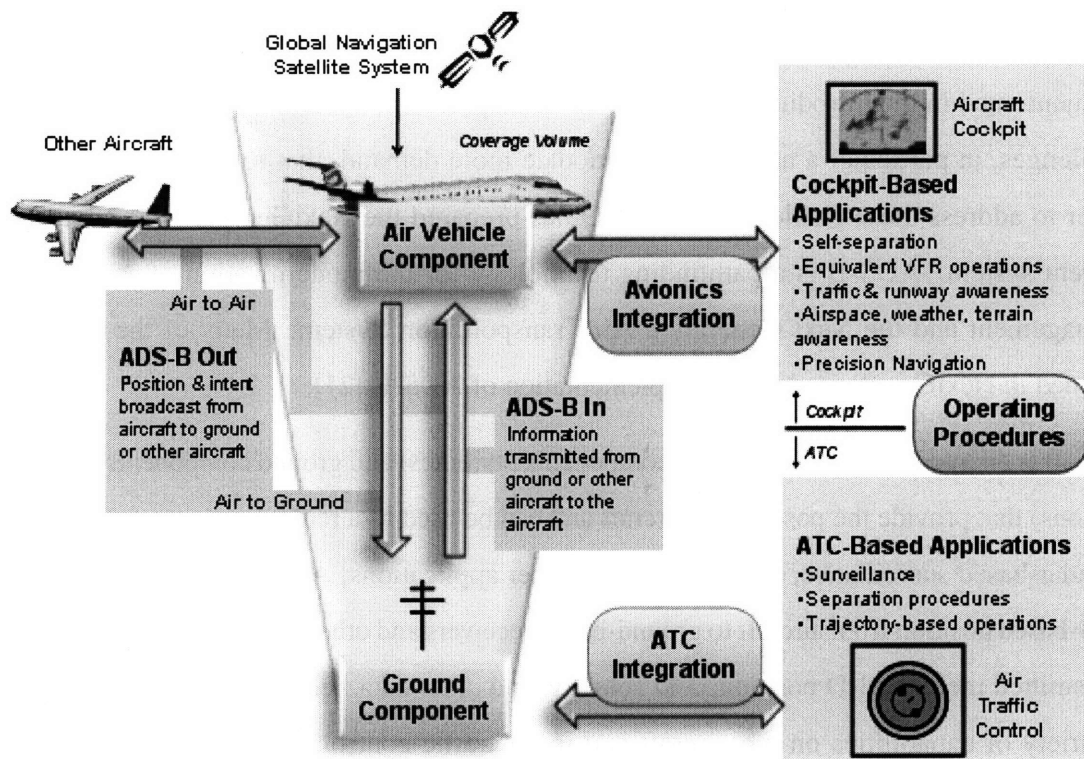 Global Navigation
Satellite System
Other Aircraft
Coverage Volume
Aircraft
Cockpit
Air Vehicle
Component
Cockpit-Based
Applications
•Self-separation
•Equivalent VFR operations
•Traffic & runway awareness
•Airspace, weather, terrain
awareness
•Precision Navigation
Avionics
Integration
Air to Air
ADS-B Out
Position & intent
broadcast from
aircraft to ground
or other aircraft
Air to Ground
ADS-B In
Information
transmitted from
ground or other
aircraft to the
aircraft
Cockpit
ATC
Operating
Procedures
ATC-Based Applications
•Surveillance
•Separation procedures
•Trajectory-based operations
ATC
Integration
Ground
Component
Air
Traffic
Control